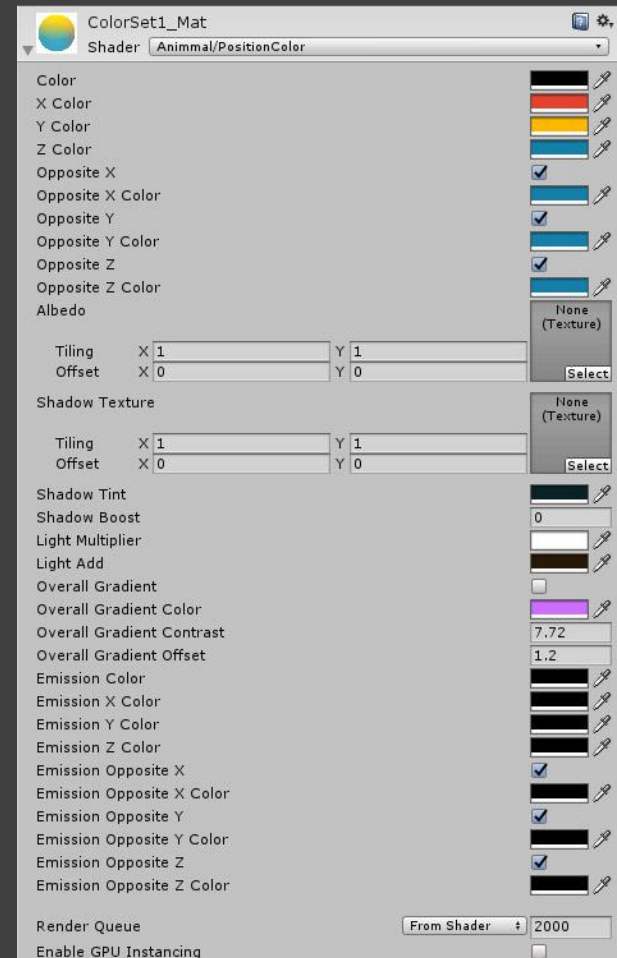 ColorSet1_Mat
Shader Animmal/PositionColor
Color
X Color
Y Color
Z Color
Opposite X
Opposite X Color
Opposite Y
Opposite Y Color
Opposite Z
Opposite Z Color
Albedo
None
(Texture)
Tiling X 1 Y 1
Offset X 0 Y 0
Select
Shadow Texture
None
(Texture)
Tiling X 1 Y 1
Offset X 0 Y 0
Select
Shadow Tint
Shadow Boost 0
Light Multiplier
Light Add
Overall Gradient
Overall Gradient Color
Overall Gradient Contrast 7.72
Overall Gradient Offset 1.2
Emission Color
Emission X Color
Emission Y Color
Emission Z Color
Emission Opposite X
Emission Opposite X Color
Emission Opposite Y
Emission Opposite Y Color
Emission Opposite Z
Emission Opposite Z Color
Render Queue From Shader 2000
Enable GPU Instancing